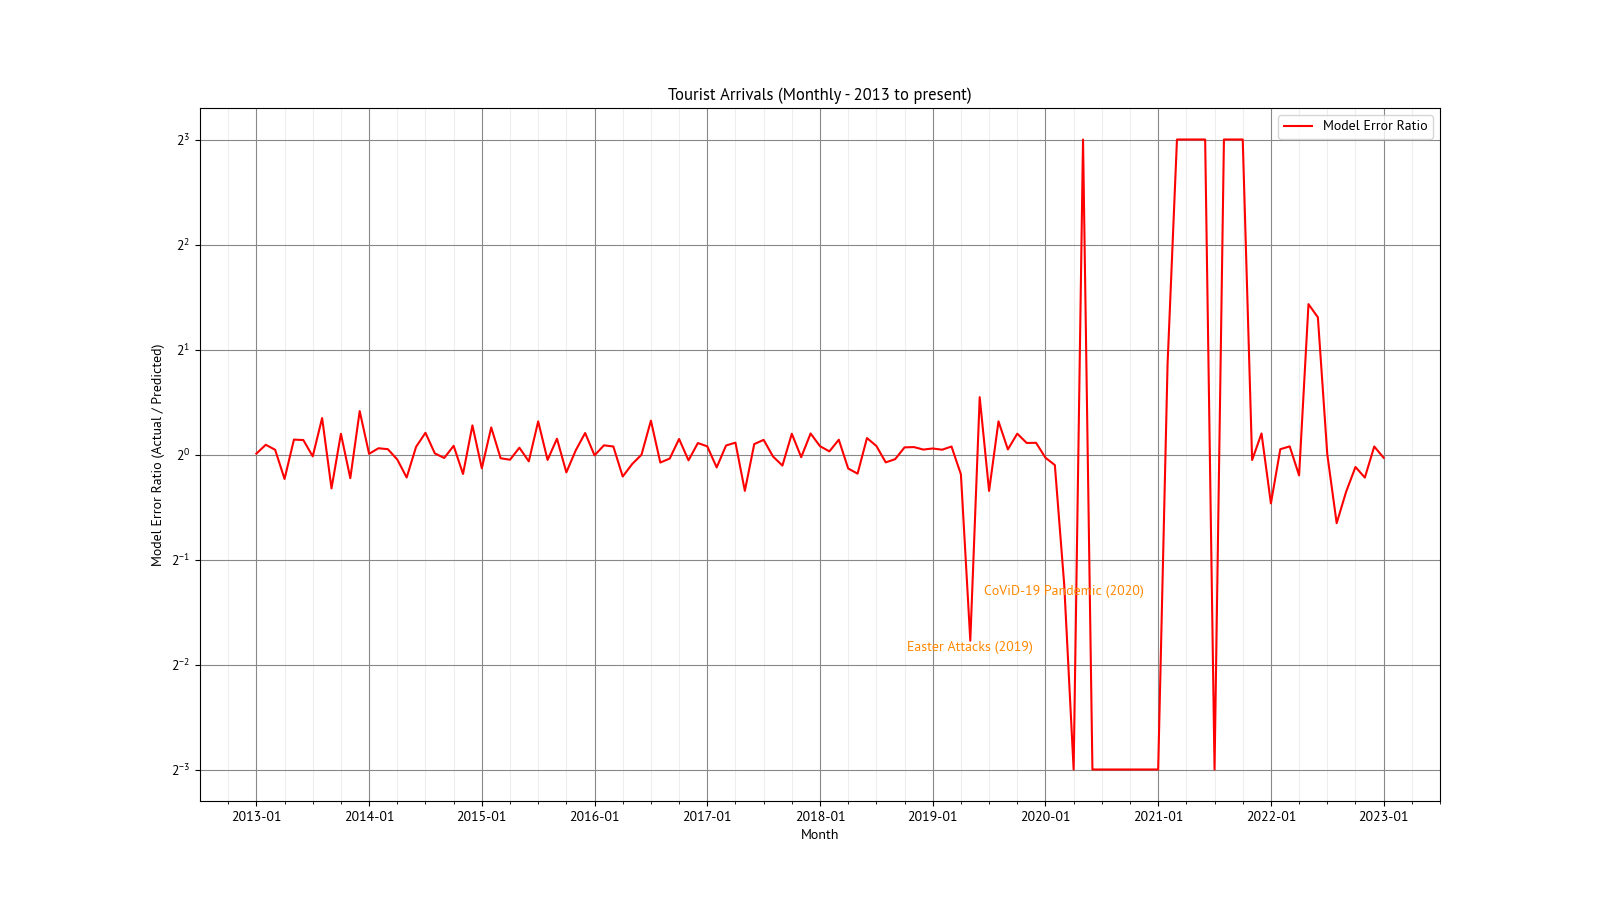 Tourist Arrivals (Monthly - 2013 to present)
Model Error Ratio
2³
2²
2¹
2⁰
2⁻¹
2⁻²
2⁻³
Model Error Ratio (Actual / Predicted)
CoViD-19 Pandemic (2020)
Easter Attacks (2019)
2013-01 2014-01 2015-01 2016-01 2017-01 2018-01 2019-01 2020-01 2021-01 2022-01 2023-01
Month